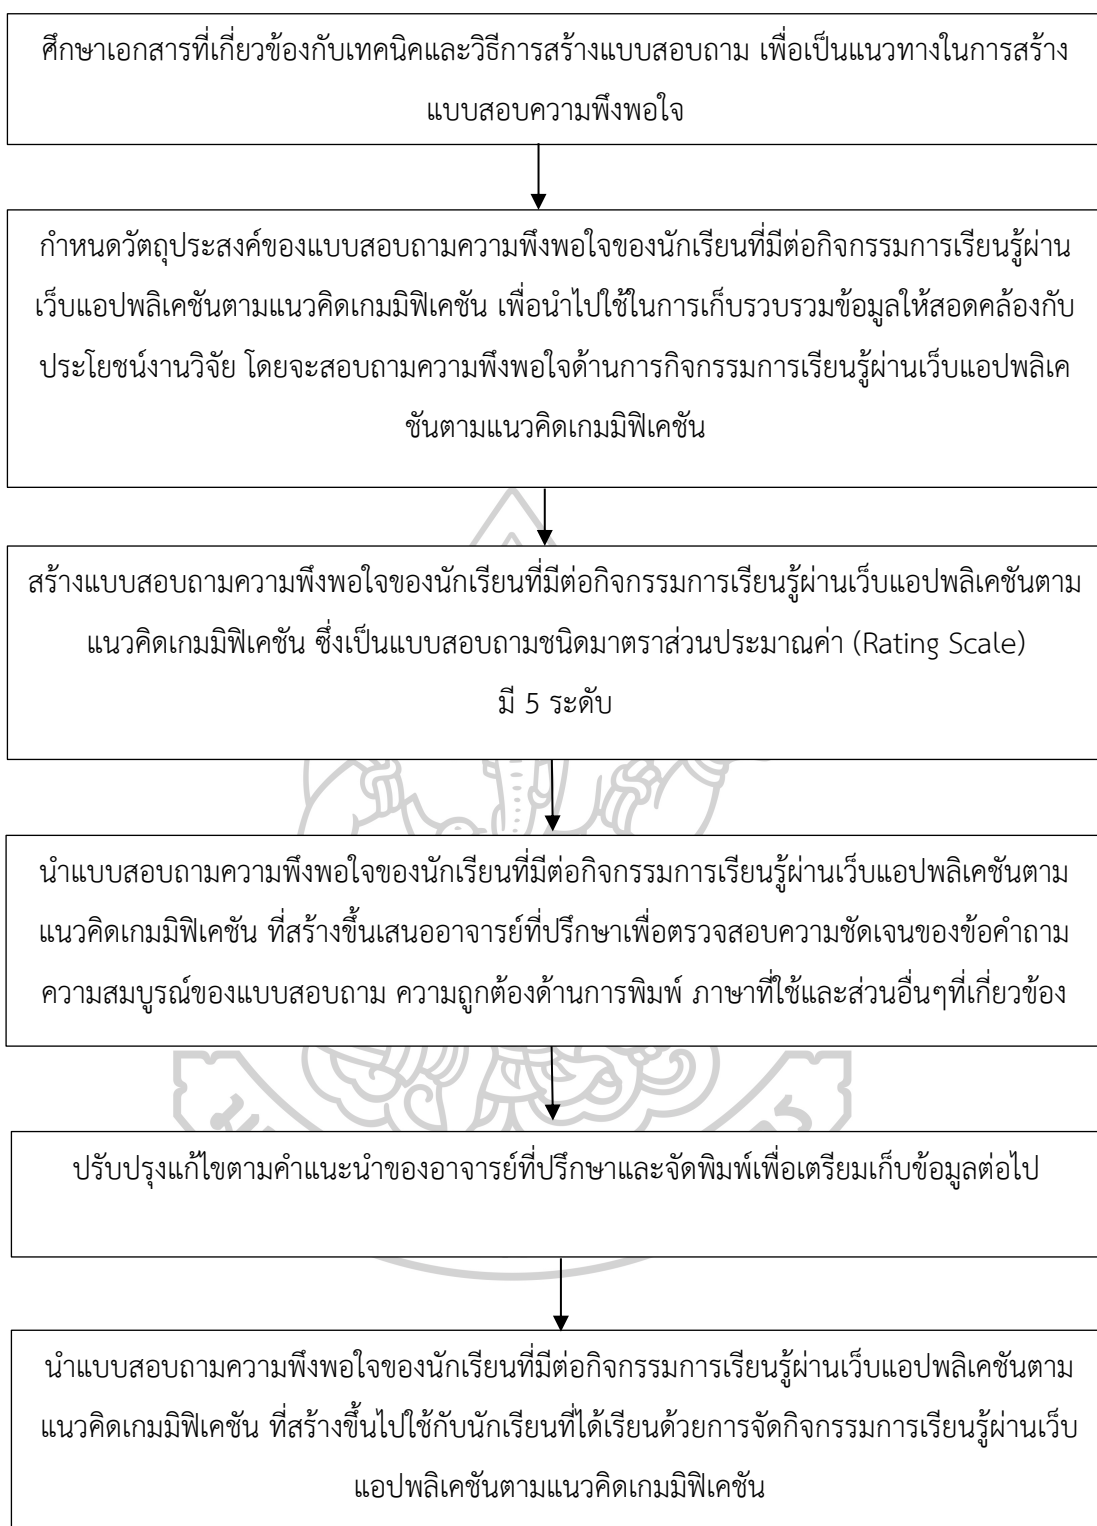 ศึกษาเอกสารที่เกี่ยวข้องกับเทคนิคและวิธีการสร้างแบบสอบถาม เพื่อเป็นแนวทางในการสร้าง
แบบสอบความพึงพอใจ
กำหนดวัตถุประสงค์ของแบบสอบถามความพึงพอใจของนักเรียนที่มีต่อกิจกรรมการเรียนรู้ผ่าน
เว็บแอปพลิเคชันตามแนวคิดเกมมิฟิเคชัน เพื่อนำไปใช้ในการเก็บรวบรวมข้อมูลให้สอดคล้องกับ
ประโยชน์งานวิจัย โดยจะสอบถามความพึงพอใจด้านการกิจกรรมการเรียนรู้ผ่านเว็บแอปพลิเค
ชันตามแนวคิดเกมมิฟิเคชัน
สร้างแบบสอบถามความพึงพอใจของนักเรียนที่มีต่อกิจกรรมการเรียนรู้ผ่านเว็บแอปพลิเคชันตาม
แนวคิดเกมมิฟิเคชัน ซึ่งเป็นแบบสอบถามชนิดมาตราส่วนประมาณค่า (Rating Scale)
มี 5 ระดับ
นำแบบสอบถามความพึงพอใจของนักเรียนที่มีต่อกิจกรรมการเรียนรู้ผ่านเว็บแอปพลิเคชันตาม
แนวคิดเกมมิฟิเคชัน ที่สร้างขึ้นเสนออาจารย์ที่ปรึกษาเพื่อตรวจสอบความชัดเจนของข้อคำถาม
ความสมบูรณ์ของแบบสอบถาม ความถูกต้องด้านการพิมพ์ ภาษาที่ใช้และส่วนอื่นๆที่เกี่ยวข้อง
ปรับปรุงแก้ไขตามคำแนะนำของอาจารย์ที่ปรึกษาและจัดพิมพ์เพื่อเตรียมเก็บข้อมูลต่อไป
นำแบบสอบถามความพึงพอใจของนักเรียนที่มีต่อกิจกรรมการเรียนรู้ผ่านเว็บแอปพลิเคชันตาม
แนวคิดเกมมิฟิเคชัน ที่สร้างขึ้นไปใช้กับนักเรียนที่ได้เรียนด้วยการจัดกิจกรรมการเรียนรู้ผ่านเว็บ
แอปพลิเคชันตามแนวคิดเกมมิฟิเคชัน